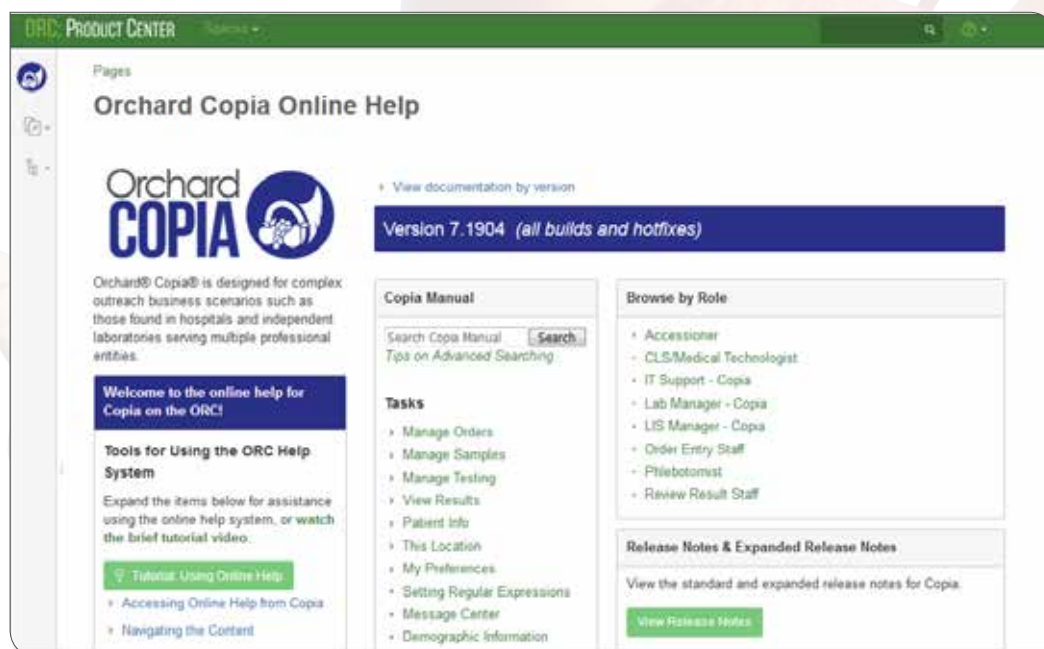 ORC: PRODUCT CENTER
Spaces
Pages
Orchard Copia Online Help
Orchard
COPIA
Orchard® Copia® is designed for complex
outreach business scenarios such as
those found in hospitals and independent
laboratories serving multiple professional
entities.
Welcome to the online help for
Copia on the ORC!
Tools for Using the ORC Help
System
Expand the items below for assistance
using the online help system, or watch
the brief tutorial video.
Tutorial: Using Online Help
Accessing Online Help from Copia
Navigating the Content
View documentation by version
Version 7.1904 (all builds and hotfixes)
Copia Manual
Search Copia Manual Search
Tips on Advanced Searching
Tasks
Manage Orders
Manage Samples
Manage Testing
View Results
Patient Info
This Location
My Preferences
Setting Regular Expressions
Message Center
Demographic Information
Browse by Role
Accessioner
CLS/Medical Technologist
IT Support - Copia
Lab Manager - Copia
LIS Manager - Copia
Order Entry Staff
Phlebotomist
Review Result Staff
Release Notes & Expanded Release Notes
View the standard and expanded release notes for Copia.
View Release Notes